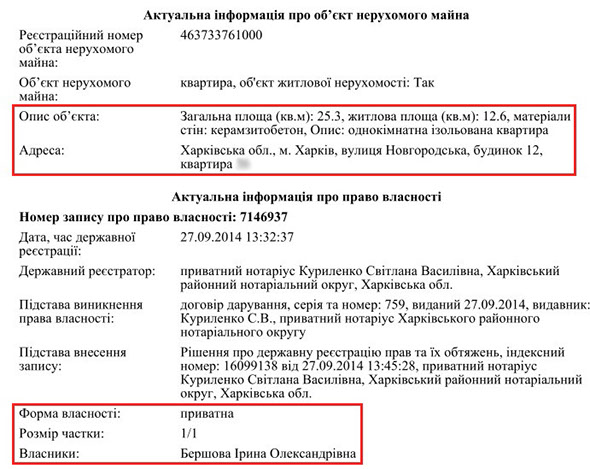 Актуальна інформація про об’єкт нерухомого майна
Реєстраційний номер
об’єкта нерухомого
майна:
463733761000
Об’єкт нерухомого
майна:
квартира, об'єкт житлової нерухомості: Так
Опис об’єкта:
Загальна площа (кв.м): 25.3, житлова площа (кв.м): 12.6, матеріали
стін: керамзитобетон, Опис: однокімнатна ізольована квартира
Адреса:
Харківська обл., м. Харків, вулиця Новгородська, будинок 12,
квартира
Актуальна інформація про право власності
Номер запису про право власності: 7146937
Дата, час державної
реєстрації:
27.09.2014 13:32:37
Державний реєстратор:
приватний нотаріус Куриленко Світлана Василівна, Харківський
районний нотаріальний округ, Харківська обл.
Підстава виникнення
права власності:
договір дарування, серія та номер: 759, виданий 27.09.2014, видавник:
Куриленко С.В., приватний нотаріус Харківського районного
нотаріального округу
Підстава внесення
запису:
Рішення про державну реєстрацію прав та їх обтяжень, індексний
номер: 16099138 від 27.09.2014 13:45:28, приватний нотаріус
Куриленко Світлана Василівна, Харківський районний нотаріальний
округ, Харківська обл.
Форма власності:
приватна
Розмір частки:
1/1
Власники:
Бершова Ірина Олександрівна